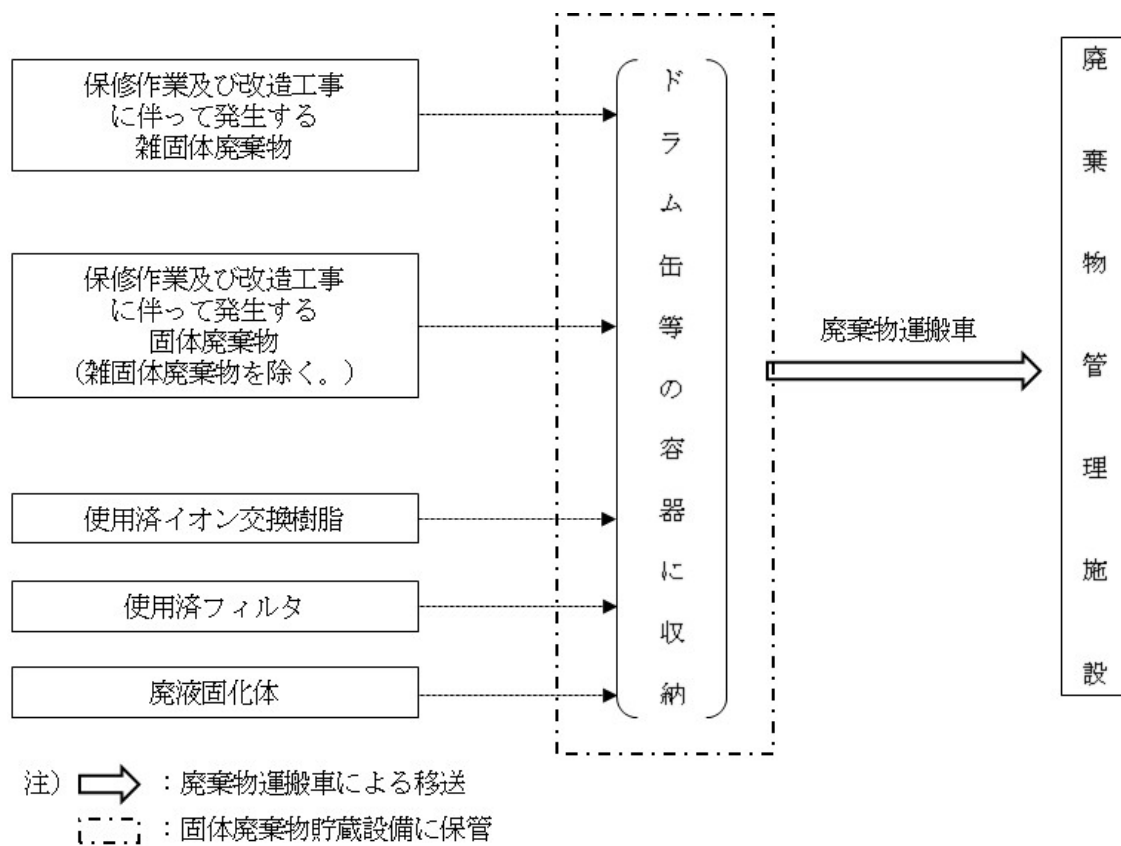 保修作業及び改造工事
に伴って発生する
雑固体廃棄物
保修作業及び改造工事
に伴って発生する
固体廃棄物
(雑固体廃棄物を除く。)
使用済イオン交換樹脂
使用済フィルタ
廃液固化体
ドラム缶等の容器に収納
廃棄物運搬車
廃棄物管理施設
注) :廃棄物運搬車による移送
:固体廃棄物貯蔵設備に保管